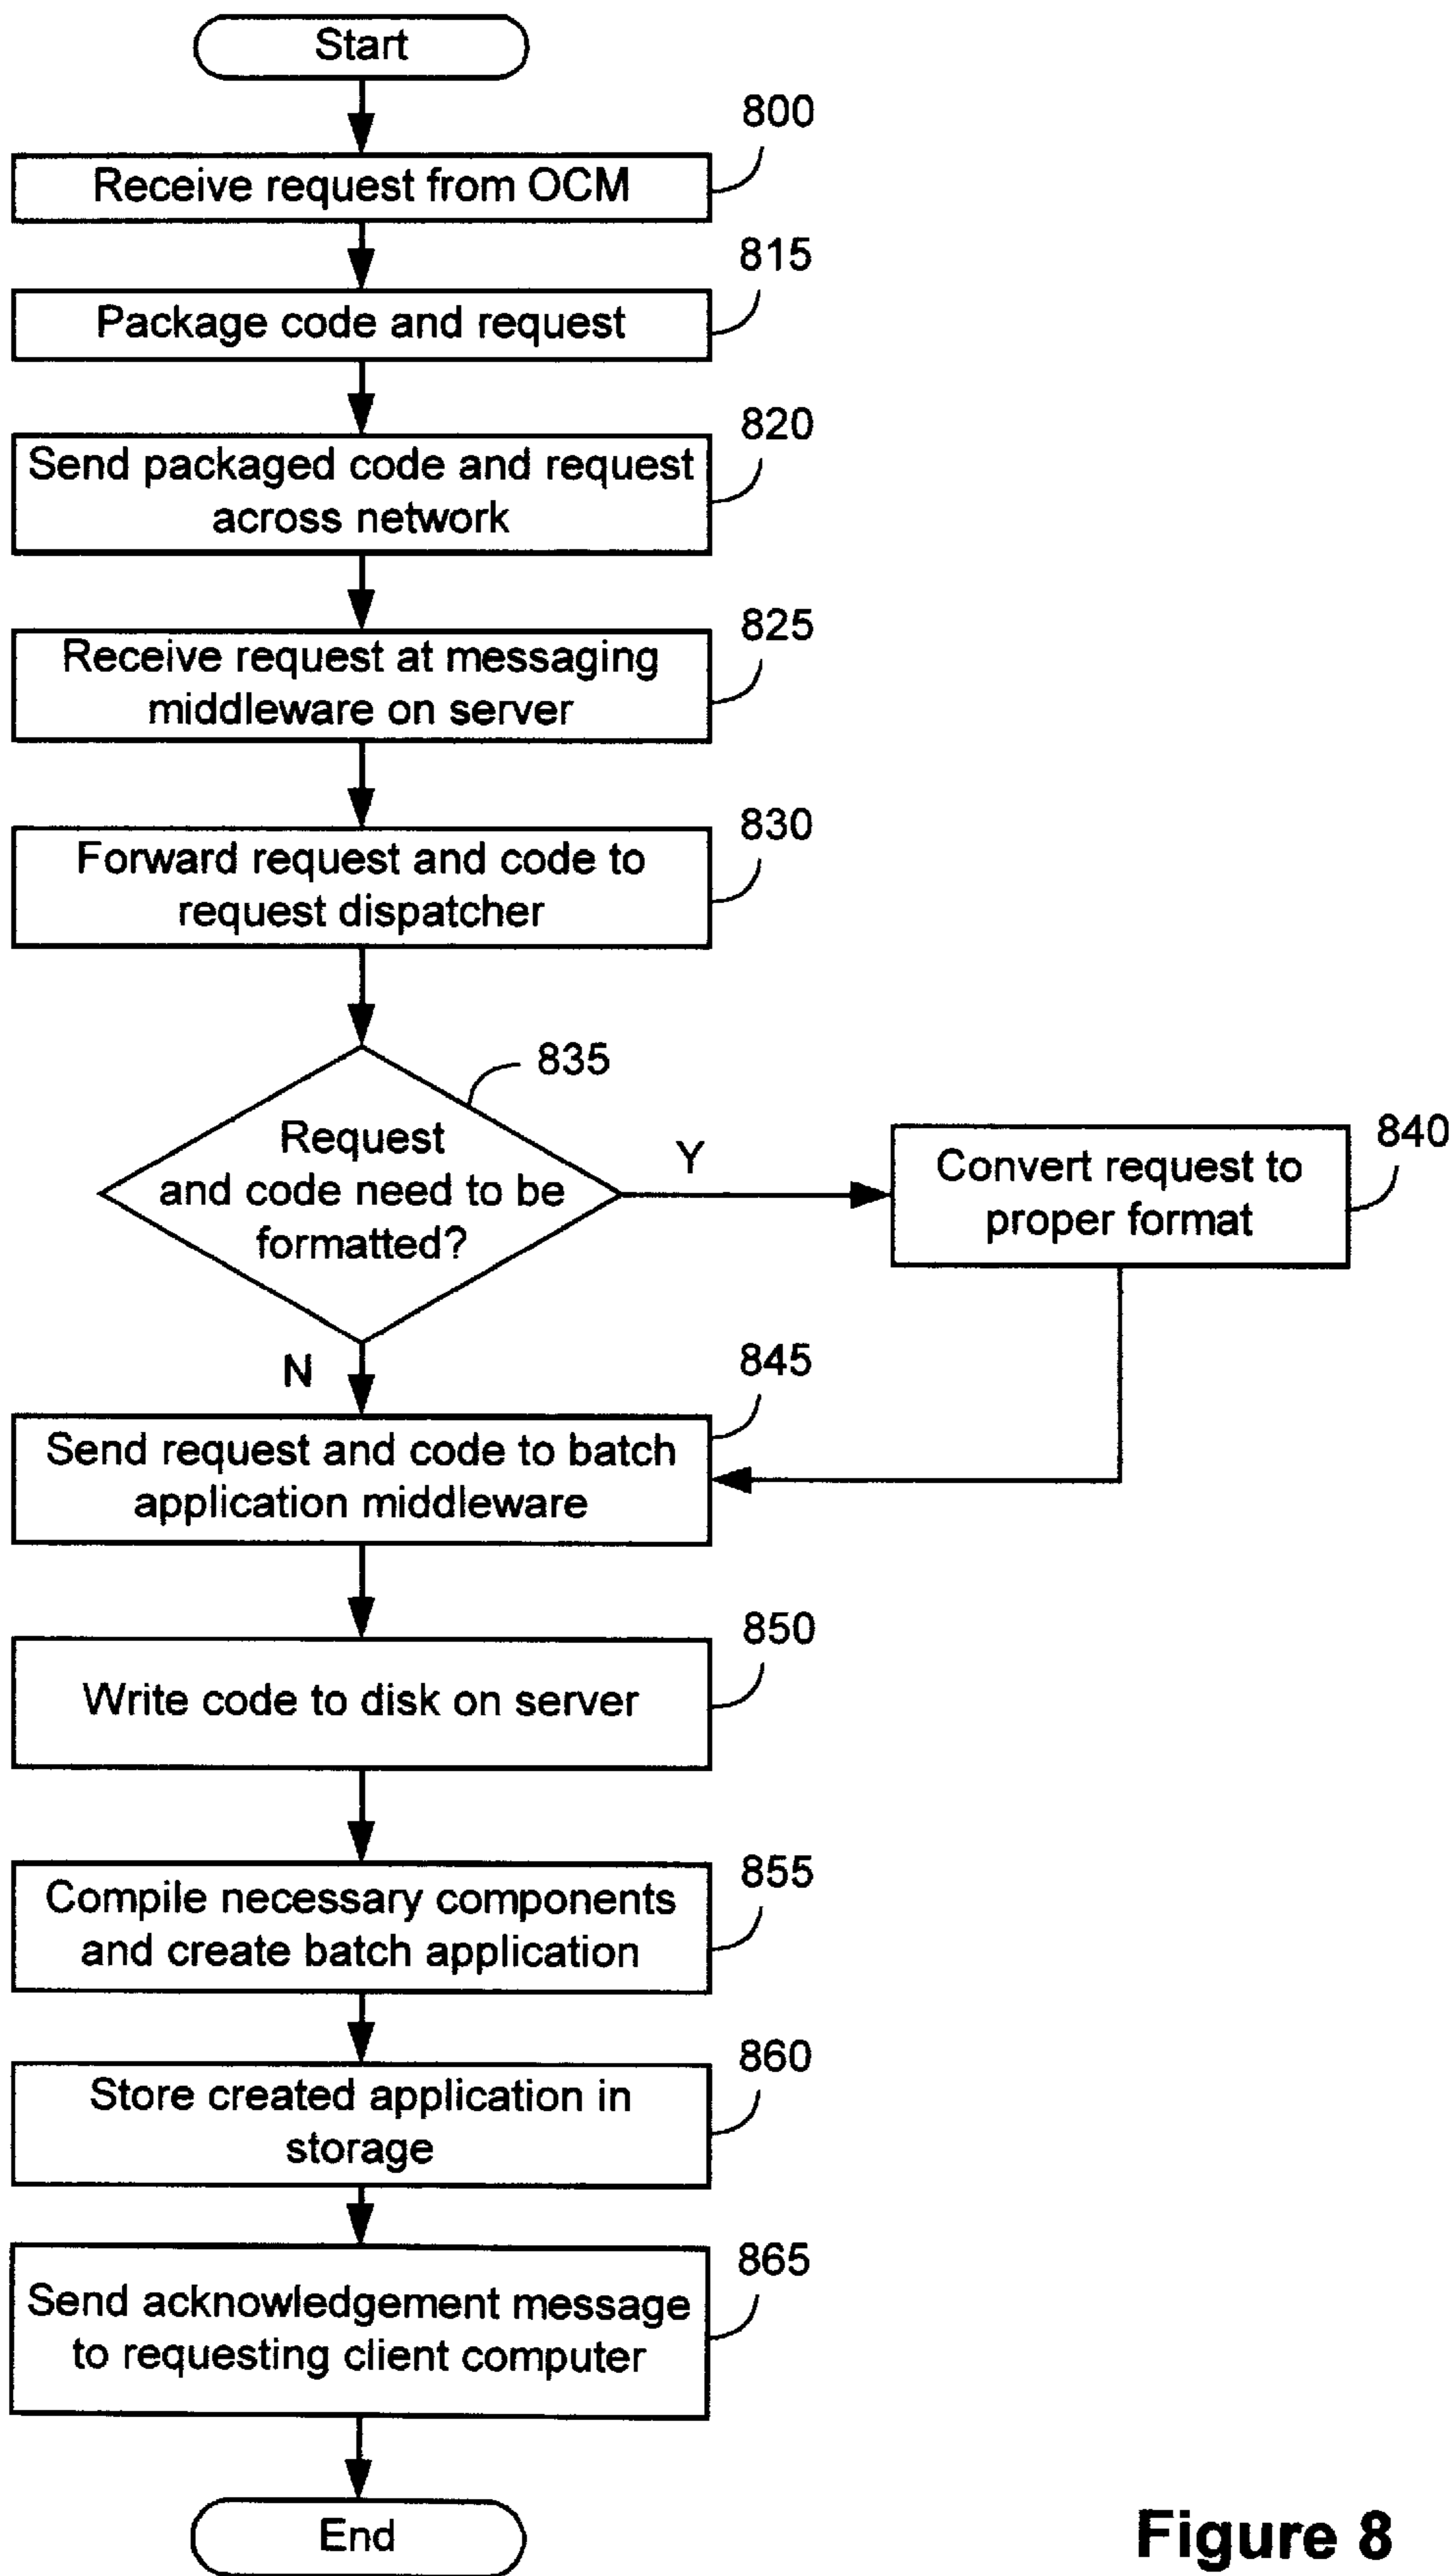 Start
800
Receive request from OCM
815
Package code and request
820
Send packaged code and request
across network
825
Receive request at messaging
middleware on server
830
Forward request and code to
request dispatcher
835
Request
and code need to be
formatted?
Y
840
Convert request to
proper format
N
845
Send request and code to batch
application middleware
850
Write code to disk on server
855
Compile necessary components
and create batch application
860
Store created application in
storage
865
Send acknowledgement message
to requesting client computer
End
Figure 8